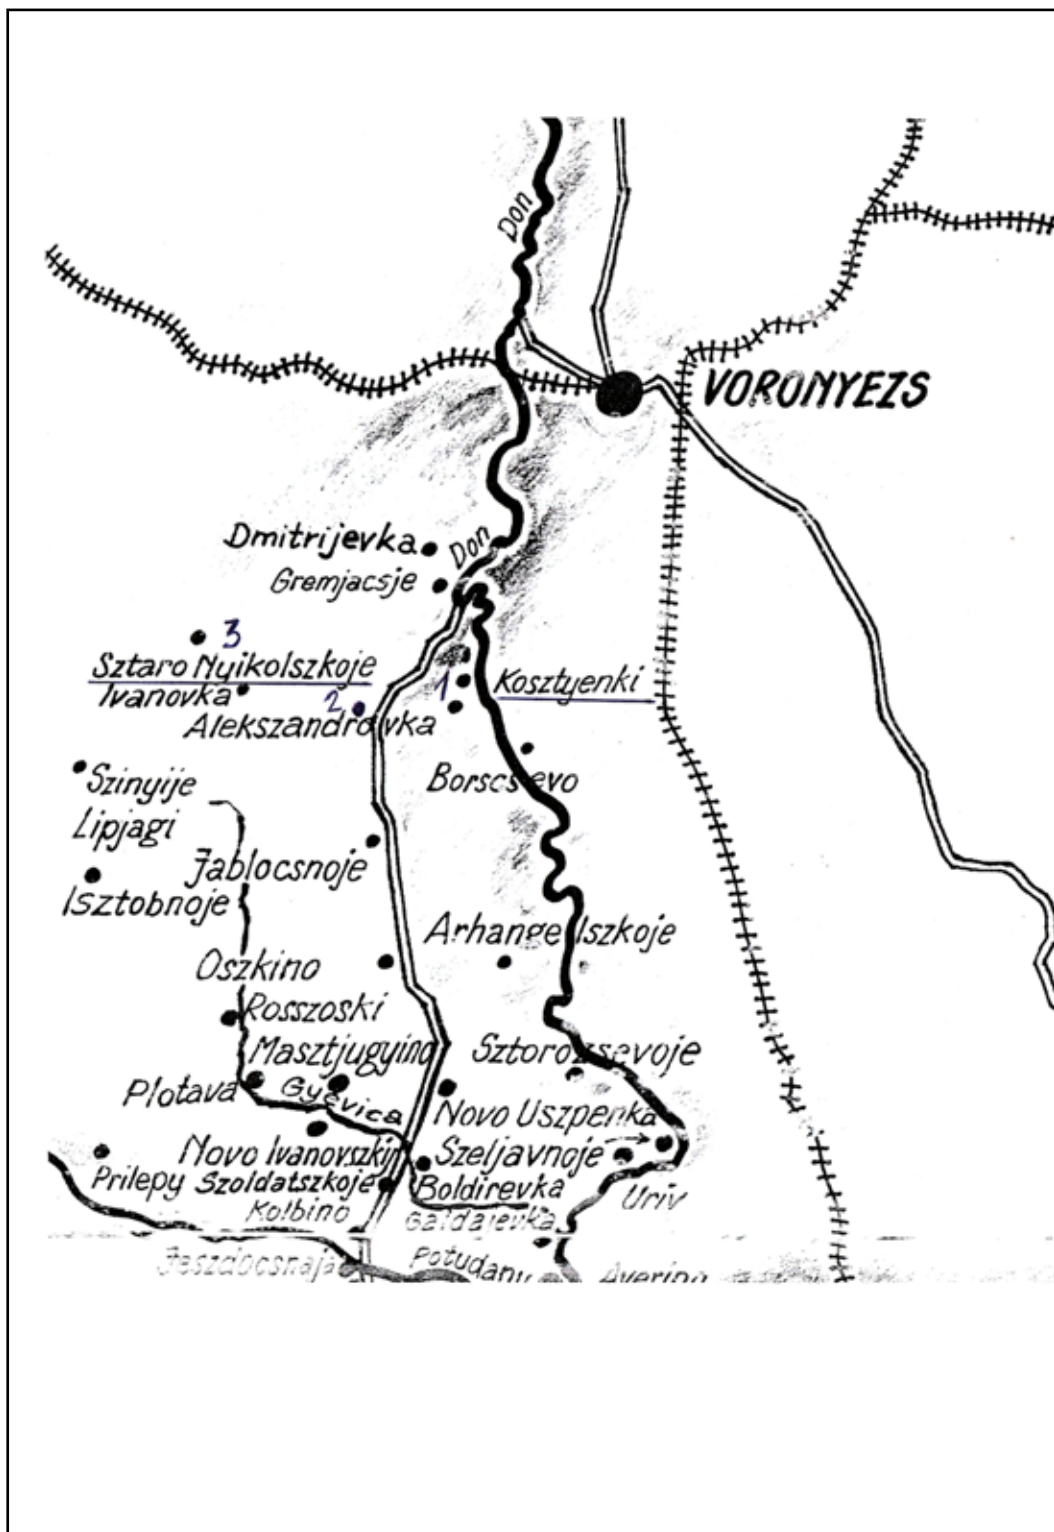 Don
VORONYEZS
Dmitrijevka
Don
Gremjacsje
3
Sztaro Nyikolszkoje
1
Kosztyenki
Ivanovka
2
Alekszandrovka
Szinyije
Lipjagi
Borscsevo
Jablocsnoje
Isztobnoje
Arhangelszkoje
Oszkino
Rosszoski
Masztjugyino
Sztorozsevoje
Plotava
Gyevica
Novo Uszpenka
Novo Ivanovszkij
Szeljavnoje
Prilepy
Szoldatszkoje
Boldirevka
Uriv
Kolbino
Galdajevka
Potudany